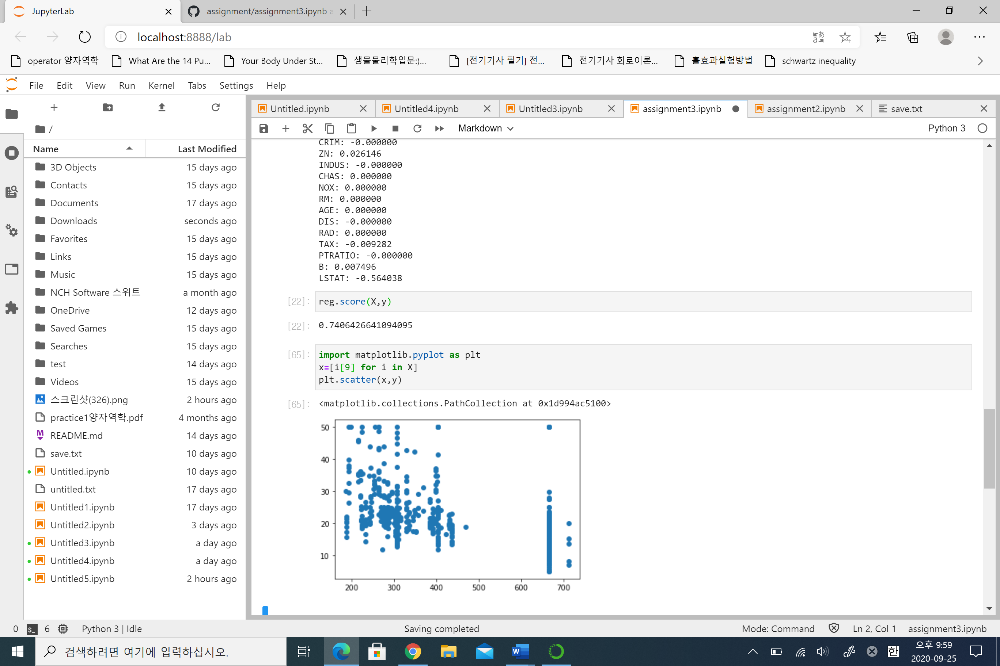 JupyterLab
assignment/assignment3.ipynb a
localhost:8888/lab
operator 양자역학
What Are the 14 Pu...
Your Body Under St...
생물물리학입문:)...
[전기기사 필기] 전...
전기기사 회로이론...
홀효과실험방법
schwartz inequality
File Edit View Run Kernel Tabs Settings Help
Untitled.ipynb
Untitled4.ipynb
Untitled3.ipynb
assignment3.ipynb
assignment2.ipynb
save.txt
/
Markdown
Python 3
Name Last Modified
3D Objects 15 days ago
Contacts 15 days ago
Documents 17 days ago
Downloads seconds ago
Favorites 15 days ago
Links 15 days ago
Music 15 days ago
NCH Software 스위트 a month ago
OneDrive 12 days ago
Saved Games 15 days ago
Searches 15 days ago
test 14 days ago
Videos 15 days ago
스크린샷(326).png 2 hours ago
practice1양자역학.pdf 4 months ago
README.md 14 days ago
save.txt 10 days ago
Untitled.ipynb 10 days ago
untitled.txt 17 days ago
Untitled1.ipynb 17 days ago
Untitled2.ipynb 3 days ago
Untitled3.ipynb a day ago
Untitled4.ipynb a day ago
Untitled5.ipynb 2 hours ago
CRIM: -0.000000
ZN: 0.026146
INDUS: -0.000000
CHAS: 0.000000
NOX: 0.000000
RM: 0.000000
AGE: 0.000000
DIS: -0.000000
RAD: 0.000000
TAX: -0.009282
PTRATIO: -0.000000
B: 0.007496
LSTAT: -0.564038
[22]: reg.score(X,y)
[22]: 0.7406426641094095
[65]: import matplotlib.pyplot as plt
x=[i[9] for i in X]
plt.scatter(x,y)
[65]: <matplotlib.collections.PathCollection at 0x1d994ac5100>
50
40
30
20
10
200 300 400 500 600 700
0 $_ 6 Python 3 | Idle Saving completed Mode: Command Ln 2, Col 1 assignment3.ipynb
검색하려면 여기에 입력하십시오.
한
오후 9:59
2020-09-25